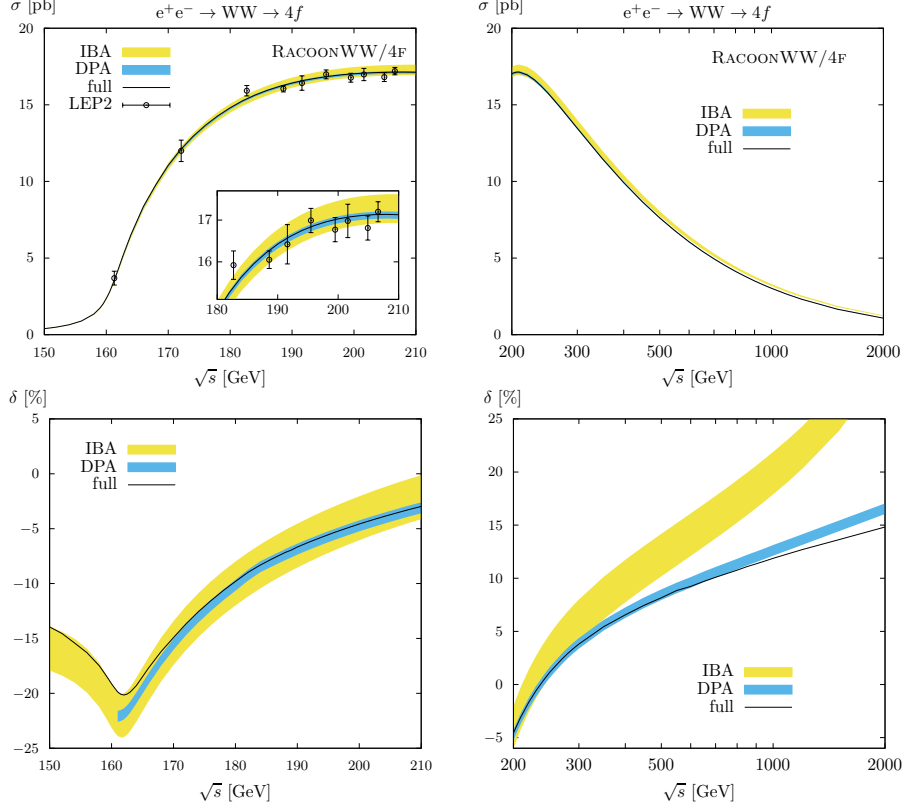 σ [pb]
e⁺e⁻ → WW → 4f
20
15
10
5
0
IBA
DPA
full
LEP2
RACOONWW/4F
17
16
180
190
200
210
150
160
170
180
190
200
210
√s [GeV]
σ [pb]
e⁺e⁻ → WW → 4f
20
15
10
5
0
RACOONWW/4F
IBA
DPA
full
200
300
500
1000
2000
√s [GeV]
δ [%]
5
0
−5
−10
−15
−20
−25
IBA
DPA
full
150
160
170
180
190
200
210
√s [GeV]
δ [%]
25
20
15
10
5
0
−5
IBA
DPA
full
200
300
500
1000
2000
√s [GeV]